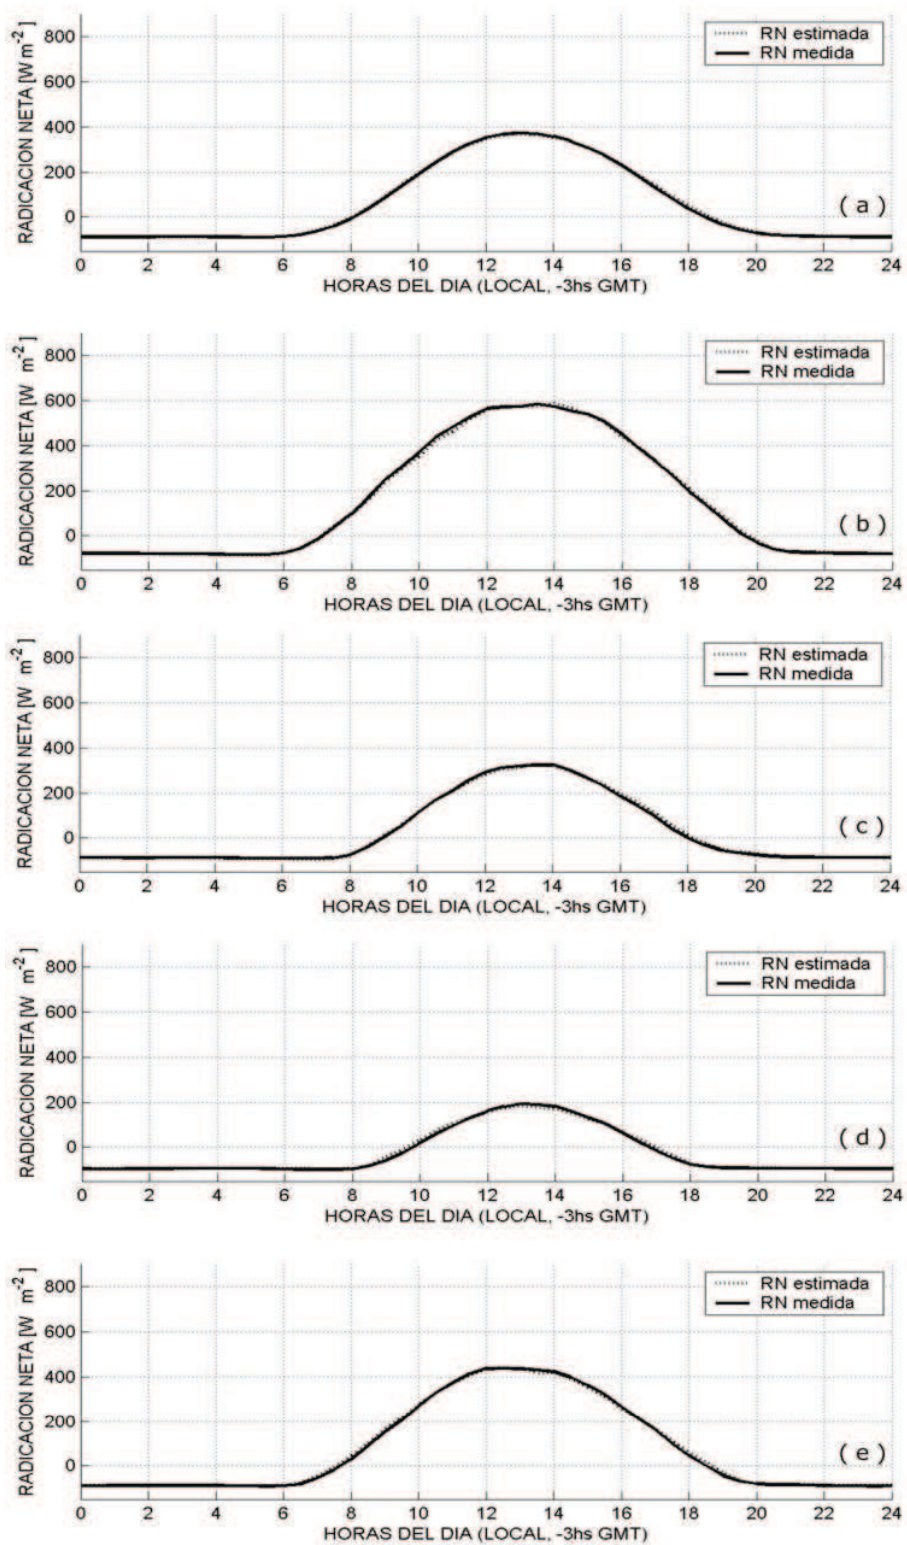 RN estimada
RN medida
RADICACION NETA [W m-2 ]
800
600
400
200
0
( a )
0 2 4 6 8 10 12 14 16 18 20 22 24
HORAS DEL DIA (LOCAL, -3hs GMT)
RN estimada
RN medida
RADICACION NETA [W m-2 ]
800
600
400
200
0
( b )
0 2 4 6 8 10 12 14 16 18 20 22 24
HORAS DEL DIA (LOCAL, -3hs GMT)
RN estimada
RN medida
RADICACION NETA [W m-2 ]
800
600
400
200
0
( c )
0 2 4 6 8 10 12 14 16 18 20 22 24
HORAS DEL DIA (LOCAL, -3hs GMT)
RN estimada
RN medida
RADICACION NETA [W m-2 ]
800
600
400
200
0
( d )
0 2 4 6 8 10 12 14 16 18 20 22 24
HORAS DEL DIA (LOCAL, -3hs GMT)
RN estimada
RN medida
RADICACION NETA [W m-2 ]
800
600
400
200
0
( e )
0 2 4 6 8 10 12 14 16 18 20 22 24
HORAS DEL DIA (LOCAL, -3hs GMT)